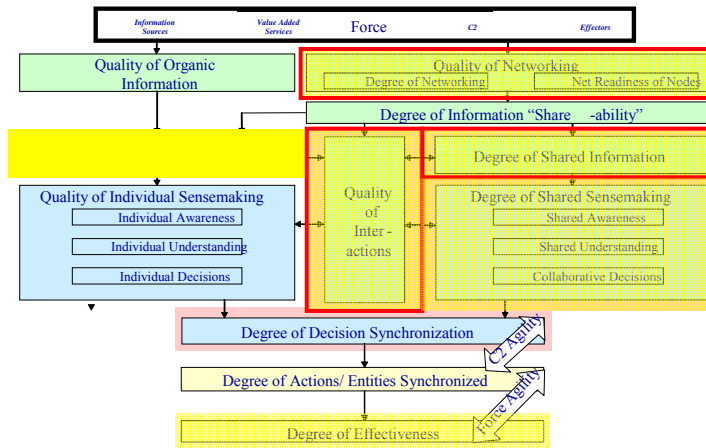 Information Sources
Value Added Services
Force
C2
Effectors
Quality of Organic
Information
Quality of Networking
Degree of Networking
Net Readiness of Nodes
Degree of Information “Share -ability”
Degree of Shared Information
Quality of Individual Sensemaking
Individual Awareness
Individual Understanding
Individual Decisions
Quality
of
Inter -
actions
Degree of Shared Sensemaking
Shared Awareness
Shared Understanding
Collaborative Decisions
Degree of Decision Synchronization
C2 Agility
Degree of Actions/ Entities Synchronized
Force Agility
Degree of Effectiveness